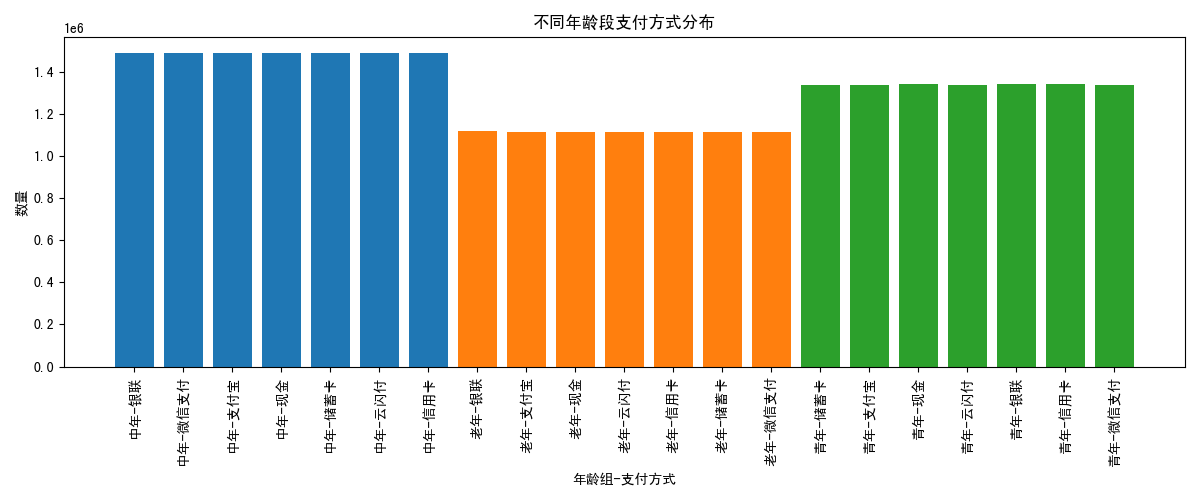 不同年龄段支付方式分布
1e6
1.4
1.2
1.0
0.8
0.6
0.4
0.2
0.0
数量
中年-银联
中年-微信支付
中年-支付宝
中年-现金
中年-储蓄卡
中年-云闪付
中年-信用卡
老年-银联
老年-支付宝
老年-现金
老年-云闪付
老年-信用卡
老年-储蓄卡
老年-微信支付
青年-储蓄卡
青年-支付宝
青年-现金
青年-云闪付
青年-银联
青年-信用卡
青年-微信支付
年龄组-支付方式